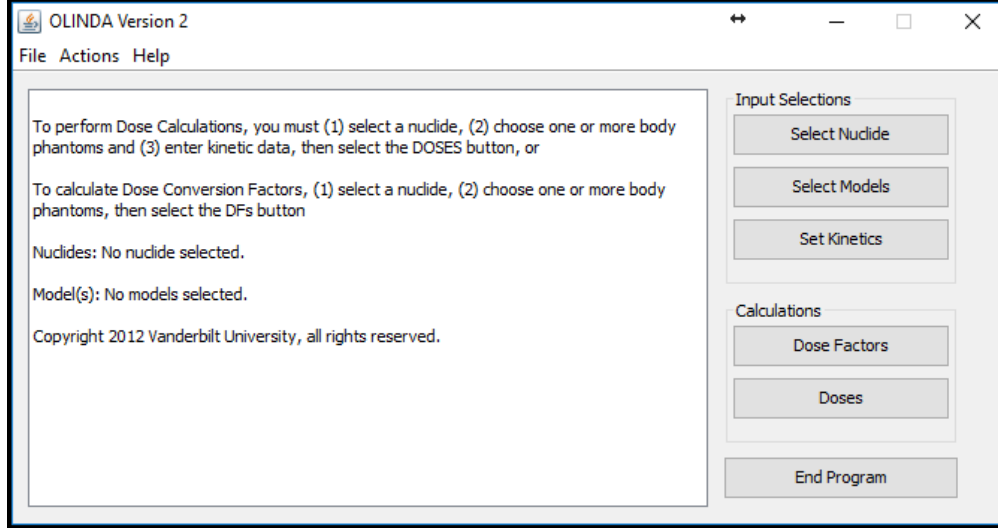 OLINDA Version 2
File Actions Help
To perform Dose Calculations, you must (1) select a nuclide, (2) choose one or more body
phantoms and (3) enter kinetic data, then select the DOSES button, or
To calculate Dose Conversion Factors, (1) select a nuclide, (2) choose one or more body
phantoms, then select the DFs button
Nuclides: No nuclide selected.
Model(s): No models selected.
Copyright 2012 Vanderbilt University, all rights reserved.
Input Selections
Select Nuclide
Select Models
Set Kinetics
Calculations
Dose Factors
Doses
End Program